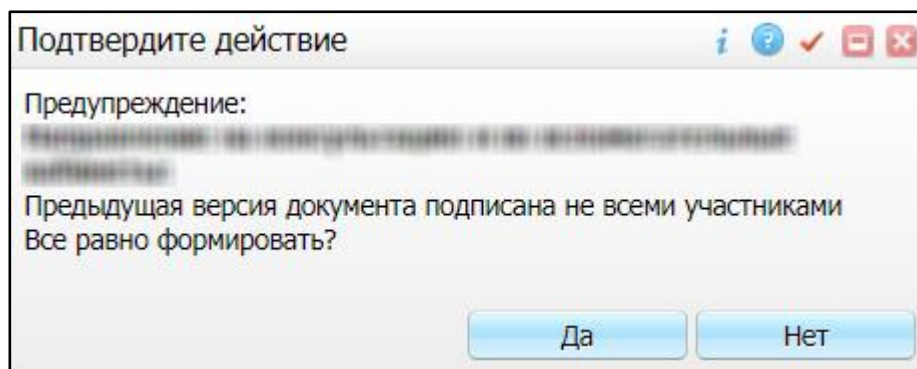 Подтвердите действие
Предупреждение:
Предыдущая версия документа подписана не всеми участниками
Все равно формировать?
Да
Нет